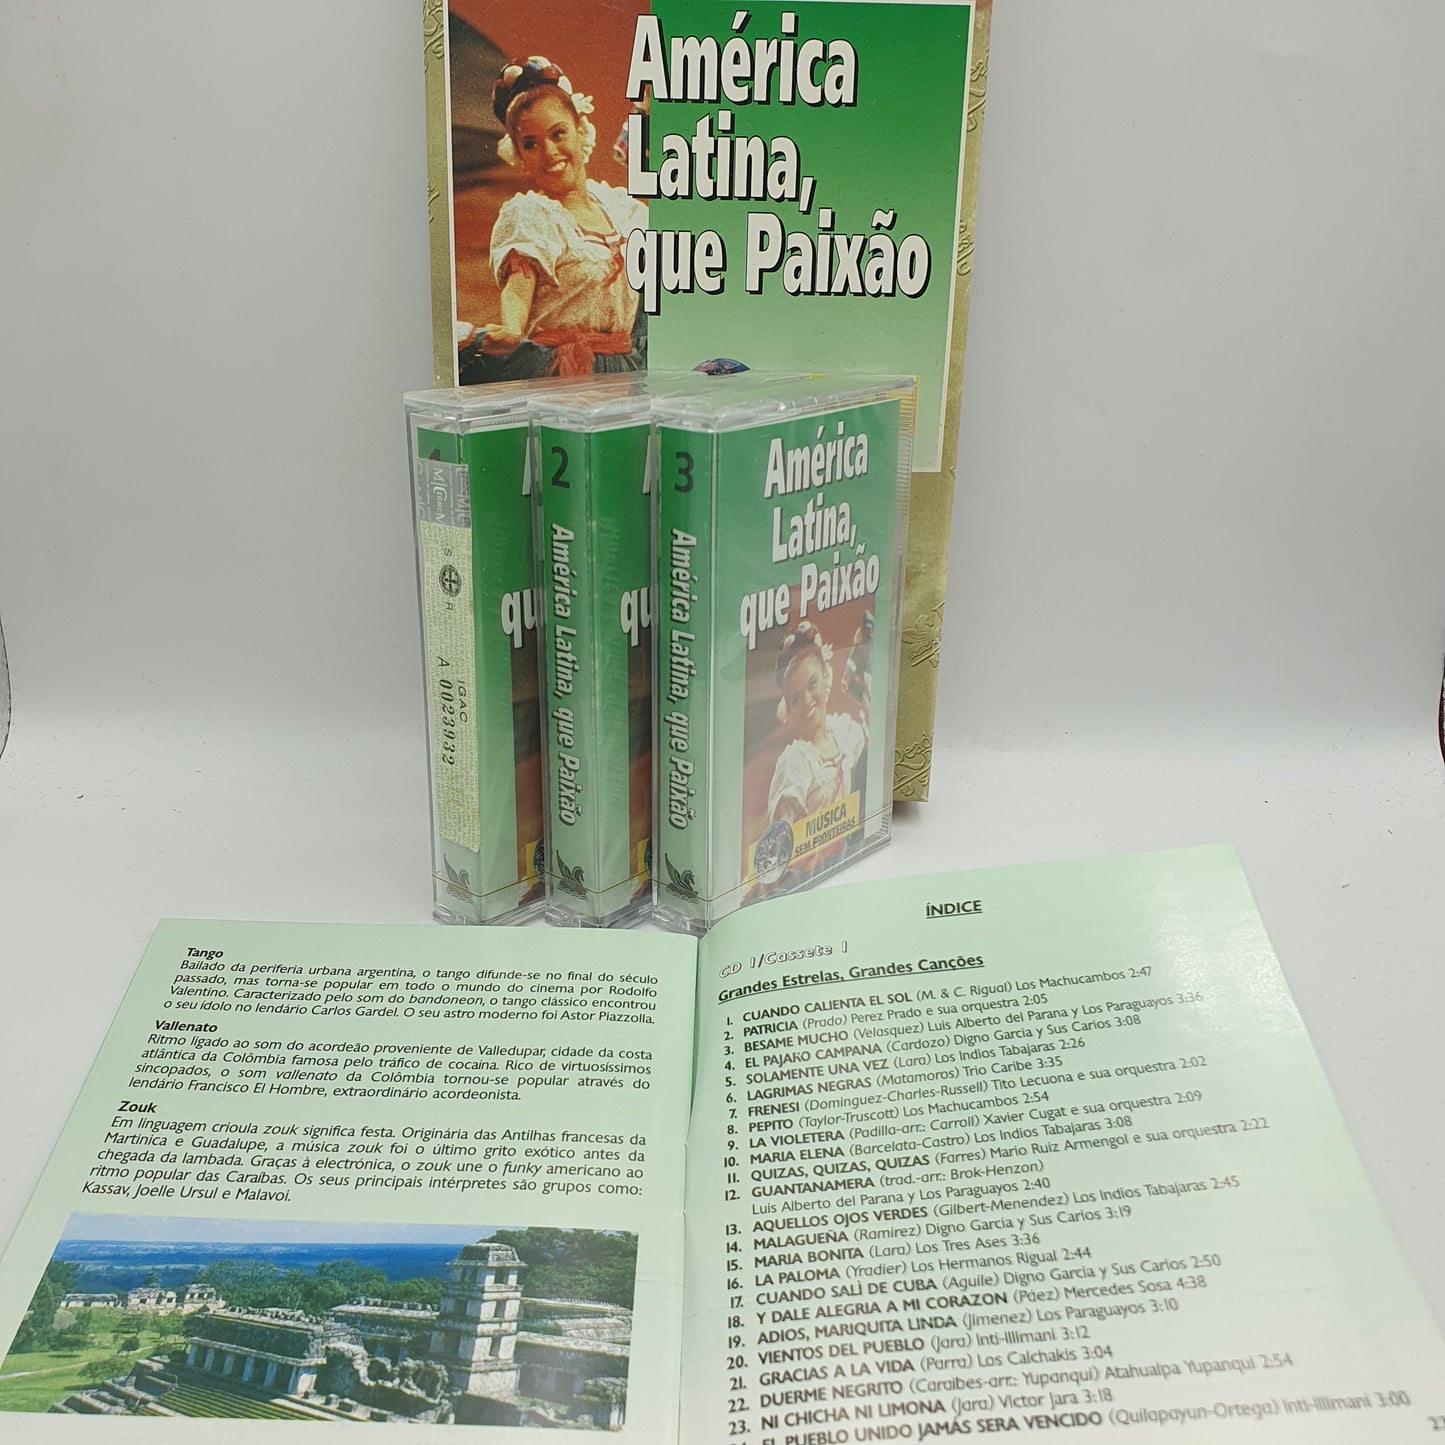 América
Latina,
que Paixão
2
3
América
Latina,
que Paixão
qu
qu
América Latina, que Paixão
América Latina, que Paixão
IGAC
A 0023932
MÚSICA
SEM FRONTEIRAS
Tango
Bailado da periferia urbana argentina, o tango difunde-se no final do século
passado, mas torna-se popular em todo o mundo do cinema por Rodolfo
Valentino. Caracterizado pelo som do bandoneon, o tango clássico encontrou
o seu ídolo no lendário Carlos Gardel. O seu astro moderno foi Astor Piazzolla.
Vallenato
Ritmo ligado ao som do acordeão proveniente de Valledupar, cidade da costa
atlântica da Colômbia famosa pelo tráfico de cocaína. Rico de virtuosíssimos
sincopados, o som vallenato da Colômbia tornou-se popular através do
lendário Francisco El Hombre, extraordinário acordeonista.
Zouk
Em linguagem crioula zouk significa festa. Originária das Antilhas francesas da
Martinica e Guadalupe, a música zouk foi o último grito exótico antes da
chegada da lambada. Graças à electrónica, o zouk une o funky americano ao
ritmo popular das Caraíbas. Os seus principais intérpretes são grupos como:
Kassav, Joelle Ursul e Malavoi.
ÍNDICE
CD 1/Cassete 1
Grandes Estrelas, Grandes Canções
1. CUANDO CALIENTA EL SOL (M. & C. Rigual) Los Machucambos 2:47
2. PATRICIA (Prado) Perez Prado e sua orquestra 2:05
3. BESAME MUCHO (Velasquez) Luis Alberto del Parana y Los Paraguayos 3:36
4. EL PAJARO CAMPANA (Cardozo) Digno Garcia y Sus Carios 3:08
5. SOLAMENTE UNA VEZ (Lara) Los Indios Tabajaras 2:26
6. LAGRIMAS NEGRAS (Matamoros) Trio Caribe 3:35
7. FRENESI (Dominguez-Charles-Russell) Tito Lecuona e sua orquestra 2:02
8. PEPITO (Taylor-Truscott) Los Machucambos 2:54
9. LA VIOLETERA (Padilla-arr.: Carroll) Xavier Cugat e sua orquestra 2:09
10. MARIA ELENA (Barcelata-Castro) Los Indios Tabajaras 3:08
11. QUIZAS, QUIZAS, QUIZAS (Farres) Mario Ruiz Armengol e sua orquestra 2:22
12. GUANTANAMERA (trad.-arr.: Brok-Henzon)
Luis Alberto del Parana y Los Paraguayos 2:40
13. AQUELLOS OJOS VERDES (Gilbert-Menendez) Los Indios Tabajaras 2:45
14. MALAGUEÑA (Ramirez) Digno Garcia y Sus Carios 3:19
15. MARIA BONITA (Lara) Los Tres Ases 3:36
16. LA PALOMA (Yradier) Los Hermanos Rigual 2:44
17. CUANDO SALÌ DE CUBA (Aguile) Digno Garcia y Sus Carios 2:50
18. Y DALE ALEGRIA A MI CORAZON (Páez) Mercedes Sosa 4:38
19. ADIOS, MARIQUITA LINDA (Jimenez) Los Paraguayos 3:10
20. VIENTOS DEL PUEBLO (Jara) Inti-Illimani 3:12
21. GRACIAS A LA VIDA (Parra) Los Calchakis 3:04
22. DUERME NEGRITO (Caraibes-arr.: Yupanqui) Atahualpa Yupanqui 2:54
23. NI CHICHA NI LIMONA (Jara) Victor Jara 3:18
EL PUEBLO UNIDO JAMÁS SERA VENCIDO (Quilapayun-Ortega) Inti-Illimani 3:00